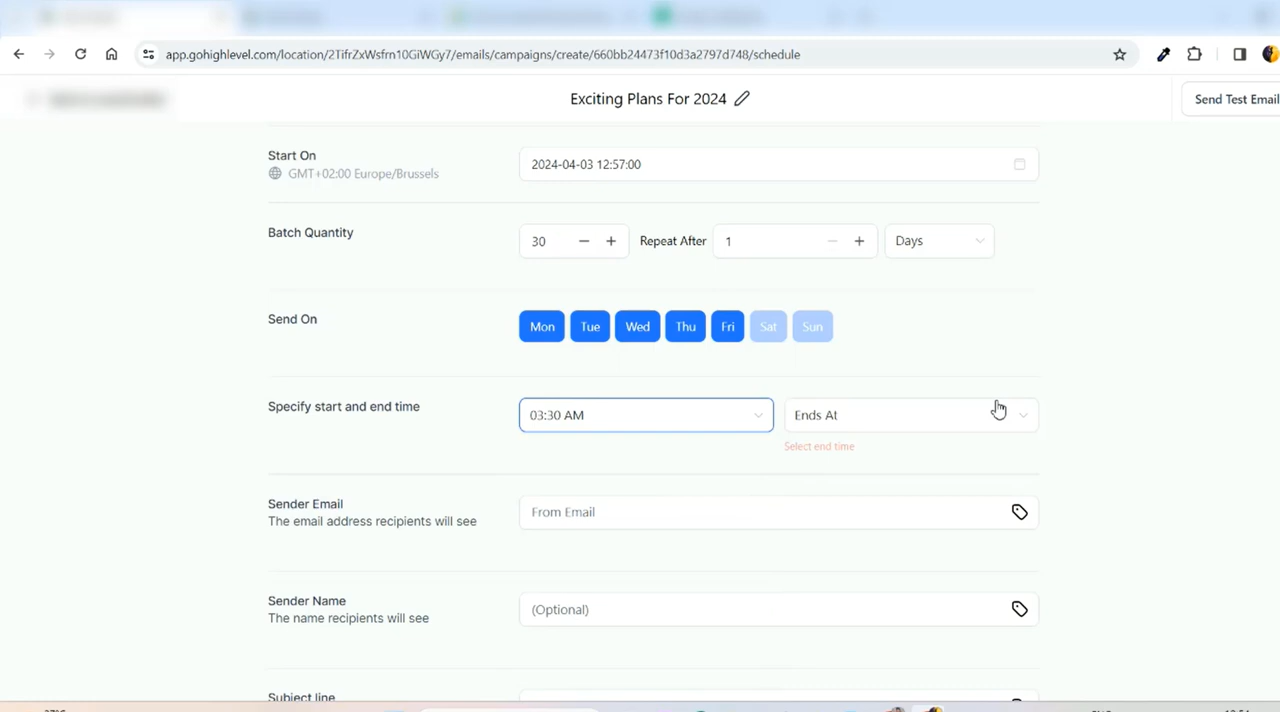 app.gohighlevel.com/location/2TifrZxWsfrn10GiWGy7/emails/campaigns/create/660bb24473f10d3a2797d748/schedule
Exciting Plans For 2024
Send Test Email
Start On
2024-04-03 12:57:00
GMT+02:00 Europe/Brussels
Batch Quantity
30
Repeat After
1
Days
Send On
Mon Tue Wed Thu Fri Sat Sun
Specify start and end time
03:30 AM
Ends At
Select end time
Sender Email
The email address recipients will see
From Email
Sender Name
The name recipients will see
(Optional)
Subject line